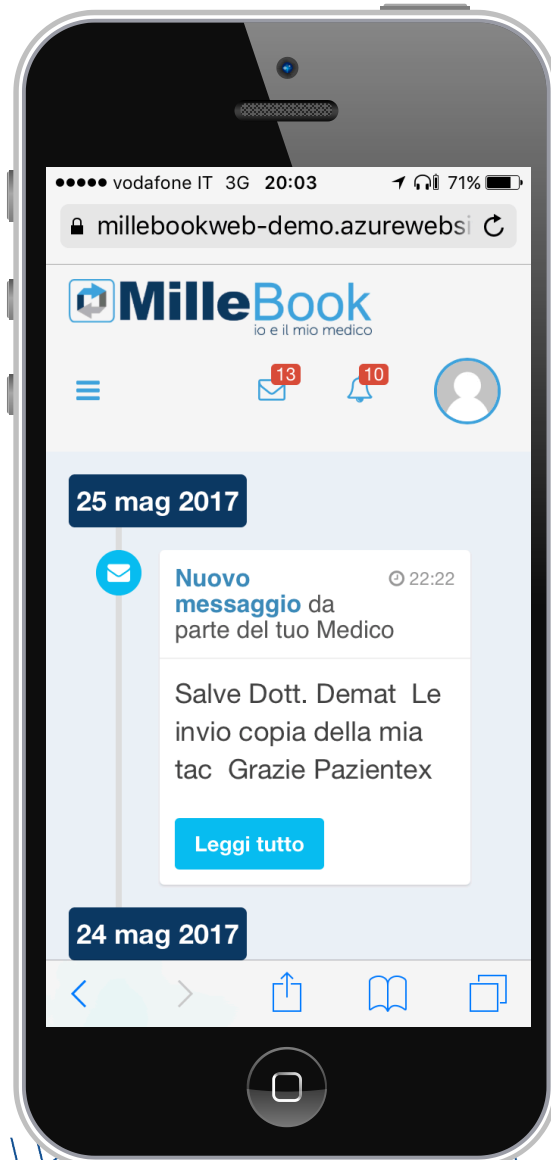 vodafone IT 3G 20:03 71%
millebookweb-demo.azurewebsi
MilleBook
io e il mio medico
13 10
25 mag 2017
Nuovo 22:22
messaggio da
parte del tuo Medico
Salve Dott. Demat Le
invio copia della mia
tac Grazie Pazientex
Leggi tutto
24 mag 2017